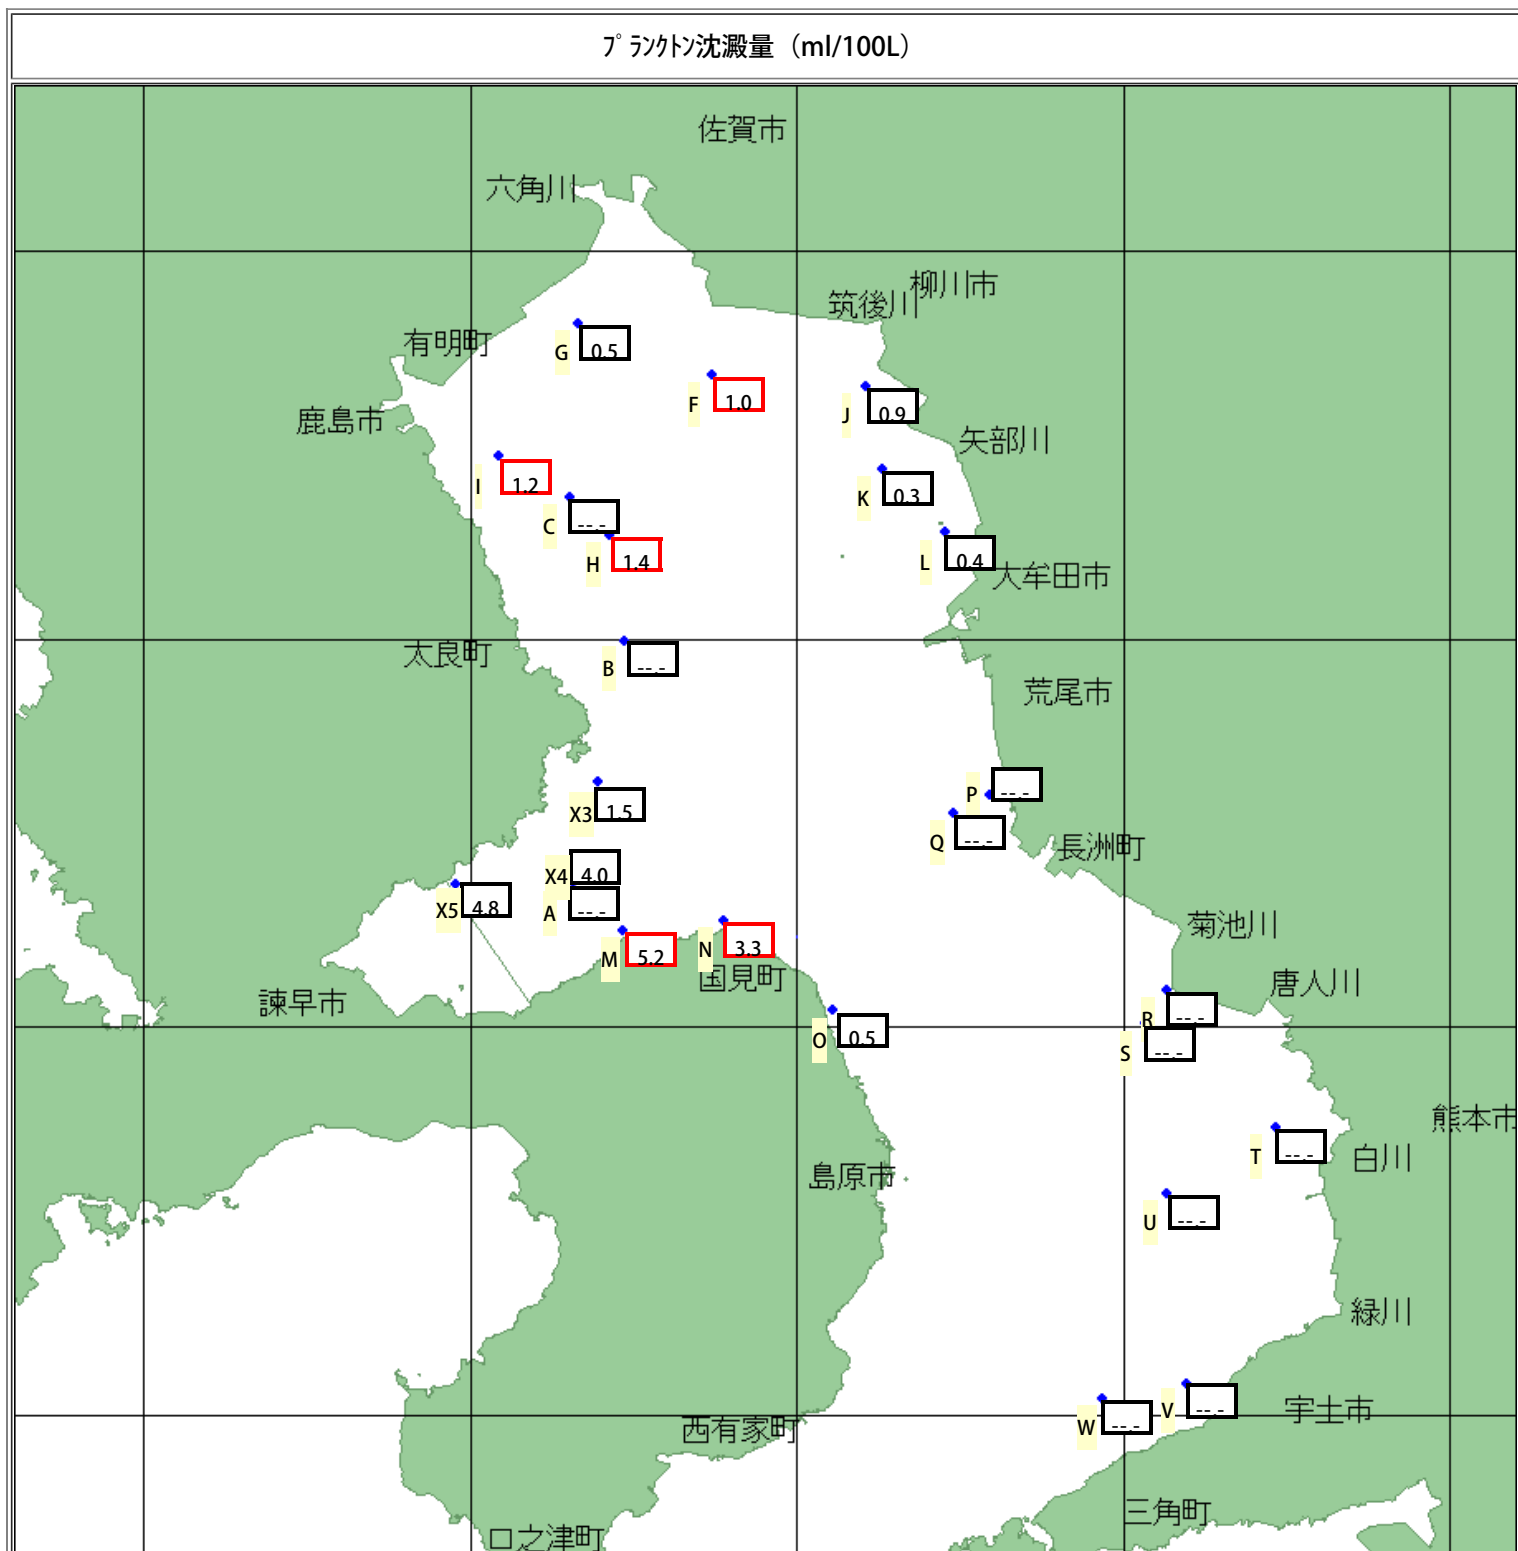 ﾌﾟﾗﾝｸﾄﾝ沈澱量（ml/100L）
佐賀市
六角川
柳川市
筑後川
有明町
G
0.5
F
1.0
J
0.9
鹿島市
矢部川
I
1.2
K
0.3
C
--.-
H
1.4
L
0.4
大牟田市
太良町
B
--.-
荒尾市
P
--.-
X3
1.5
Q
--.-
長洲町
X4
4.0
X5
4.8
A
--.-
菊池川
M
5.2
N
3.3
国見町
唐人川
諫早市
R
--.-
O
0.5
S
--.-
熊本市
T
--.-
白川
島原市
U
--.-
緑川
V
--.-
宇土市
W
--.-
西有家町
三角町
口之津町